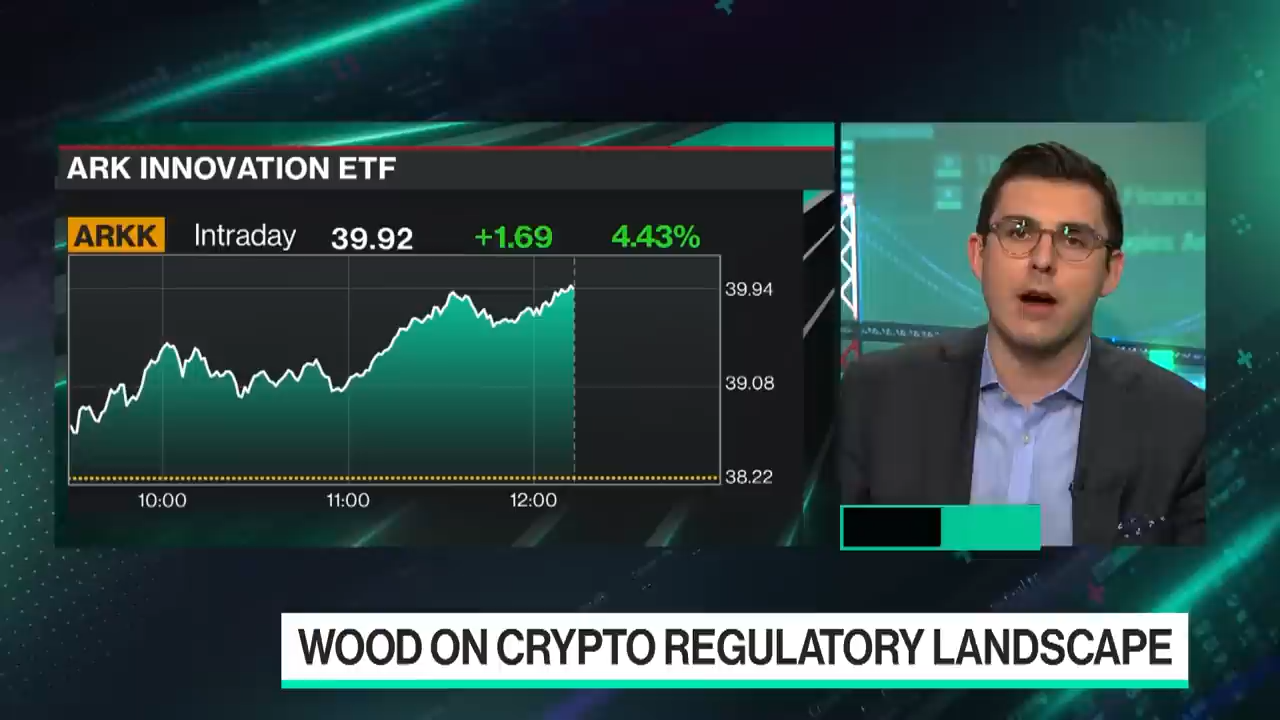 ARK INNOVATION ETF
ARKK Intraday 39.92 +1.69 4.43%
39.94
39.08
38.22
10:00 11:00 12:00
WOOD ON CRYPTO REGULATORY LANDSCAPE